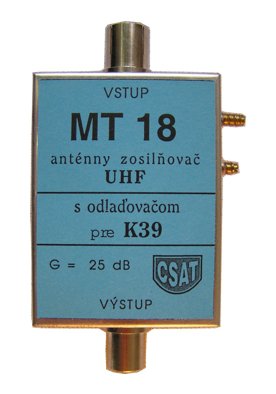 VSTUP
MT 18
anténny zosilňovač
UHF
s odlaďovačom
pre K39
G = 25 dB
CSAT
VÝSTUP